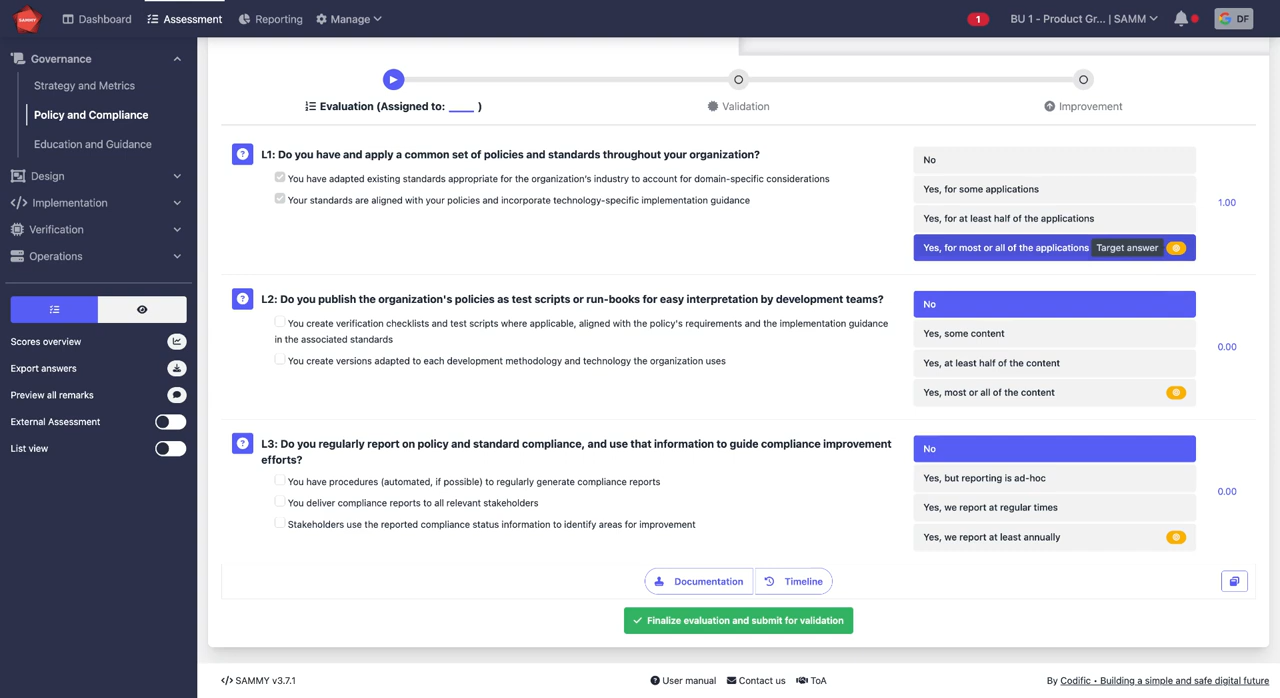 SAMMY
Dashboard
Assessment
Reporting
Manage
1
BU 1 - Product Gr... | SAMM
DF
Governance
Strategy and Metrics
Policy and Compliance
Education and Guidance
Design
Implementation
Verification
Operations
Scores overview
Export answers
Preview all remarks
External Assessment
List view
Evaluation (Assigned to: ____ )
Validation
Improvement
L1: Do you have and apply a common set of policies and standards throughout your organization?
You have adapted existing standards appropriate for the organization's industry to account for domain-specific considerations
Your standards are aligned with your policies and incorporate technology-specific implementation guidance
No
Yes, for some applications
Yes, for at least half of the applications
Yes, for most or all of the applications
Target answer
1.00
L2: Do you publish the organization's policies as test scripts or run-books for easy interpretation by development teams?
You create verification checklists and test scripts where applicable, aligned with the policy's requirements and the implementation guidance
in the associated standards
You create versions adapted to each development methodology and technology the organization uses
No
Yes, some content
Yes, at least half of the content
Yes, most or all of the content
0.00
L3: Do you regularly report on policy and standard compliance, and use that information to guide compliance improvement
efforts?
You have procedures (automated, if possible) to regularly generate compliance reports
You deliver compliance reports to all relevant stakeholders
Stakeholders use the reported compliance status information to identify areas for improvement
No
Yes, but reporting is ad-hoc
Yes, we report at regular times
Yes, we report at least annually
0.00
Documentation
Timeline
Finalize evaluation and submit for validation
SAMMY v3.7.1
User manual
Contact us
ToA
By Codific • Building a simple and safe digital future